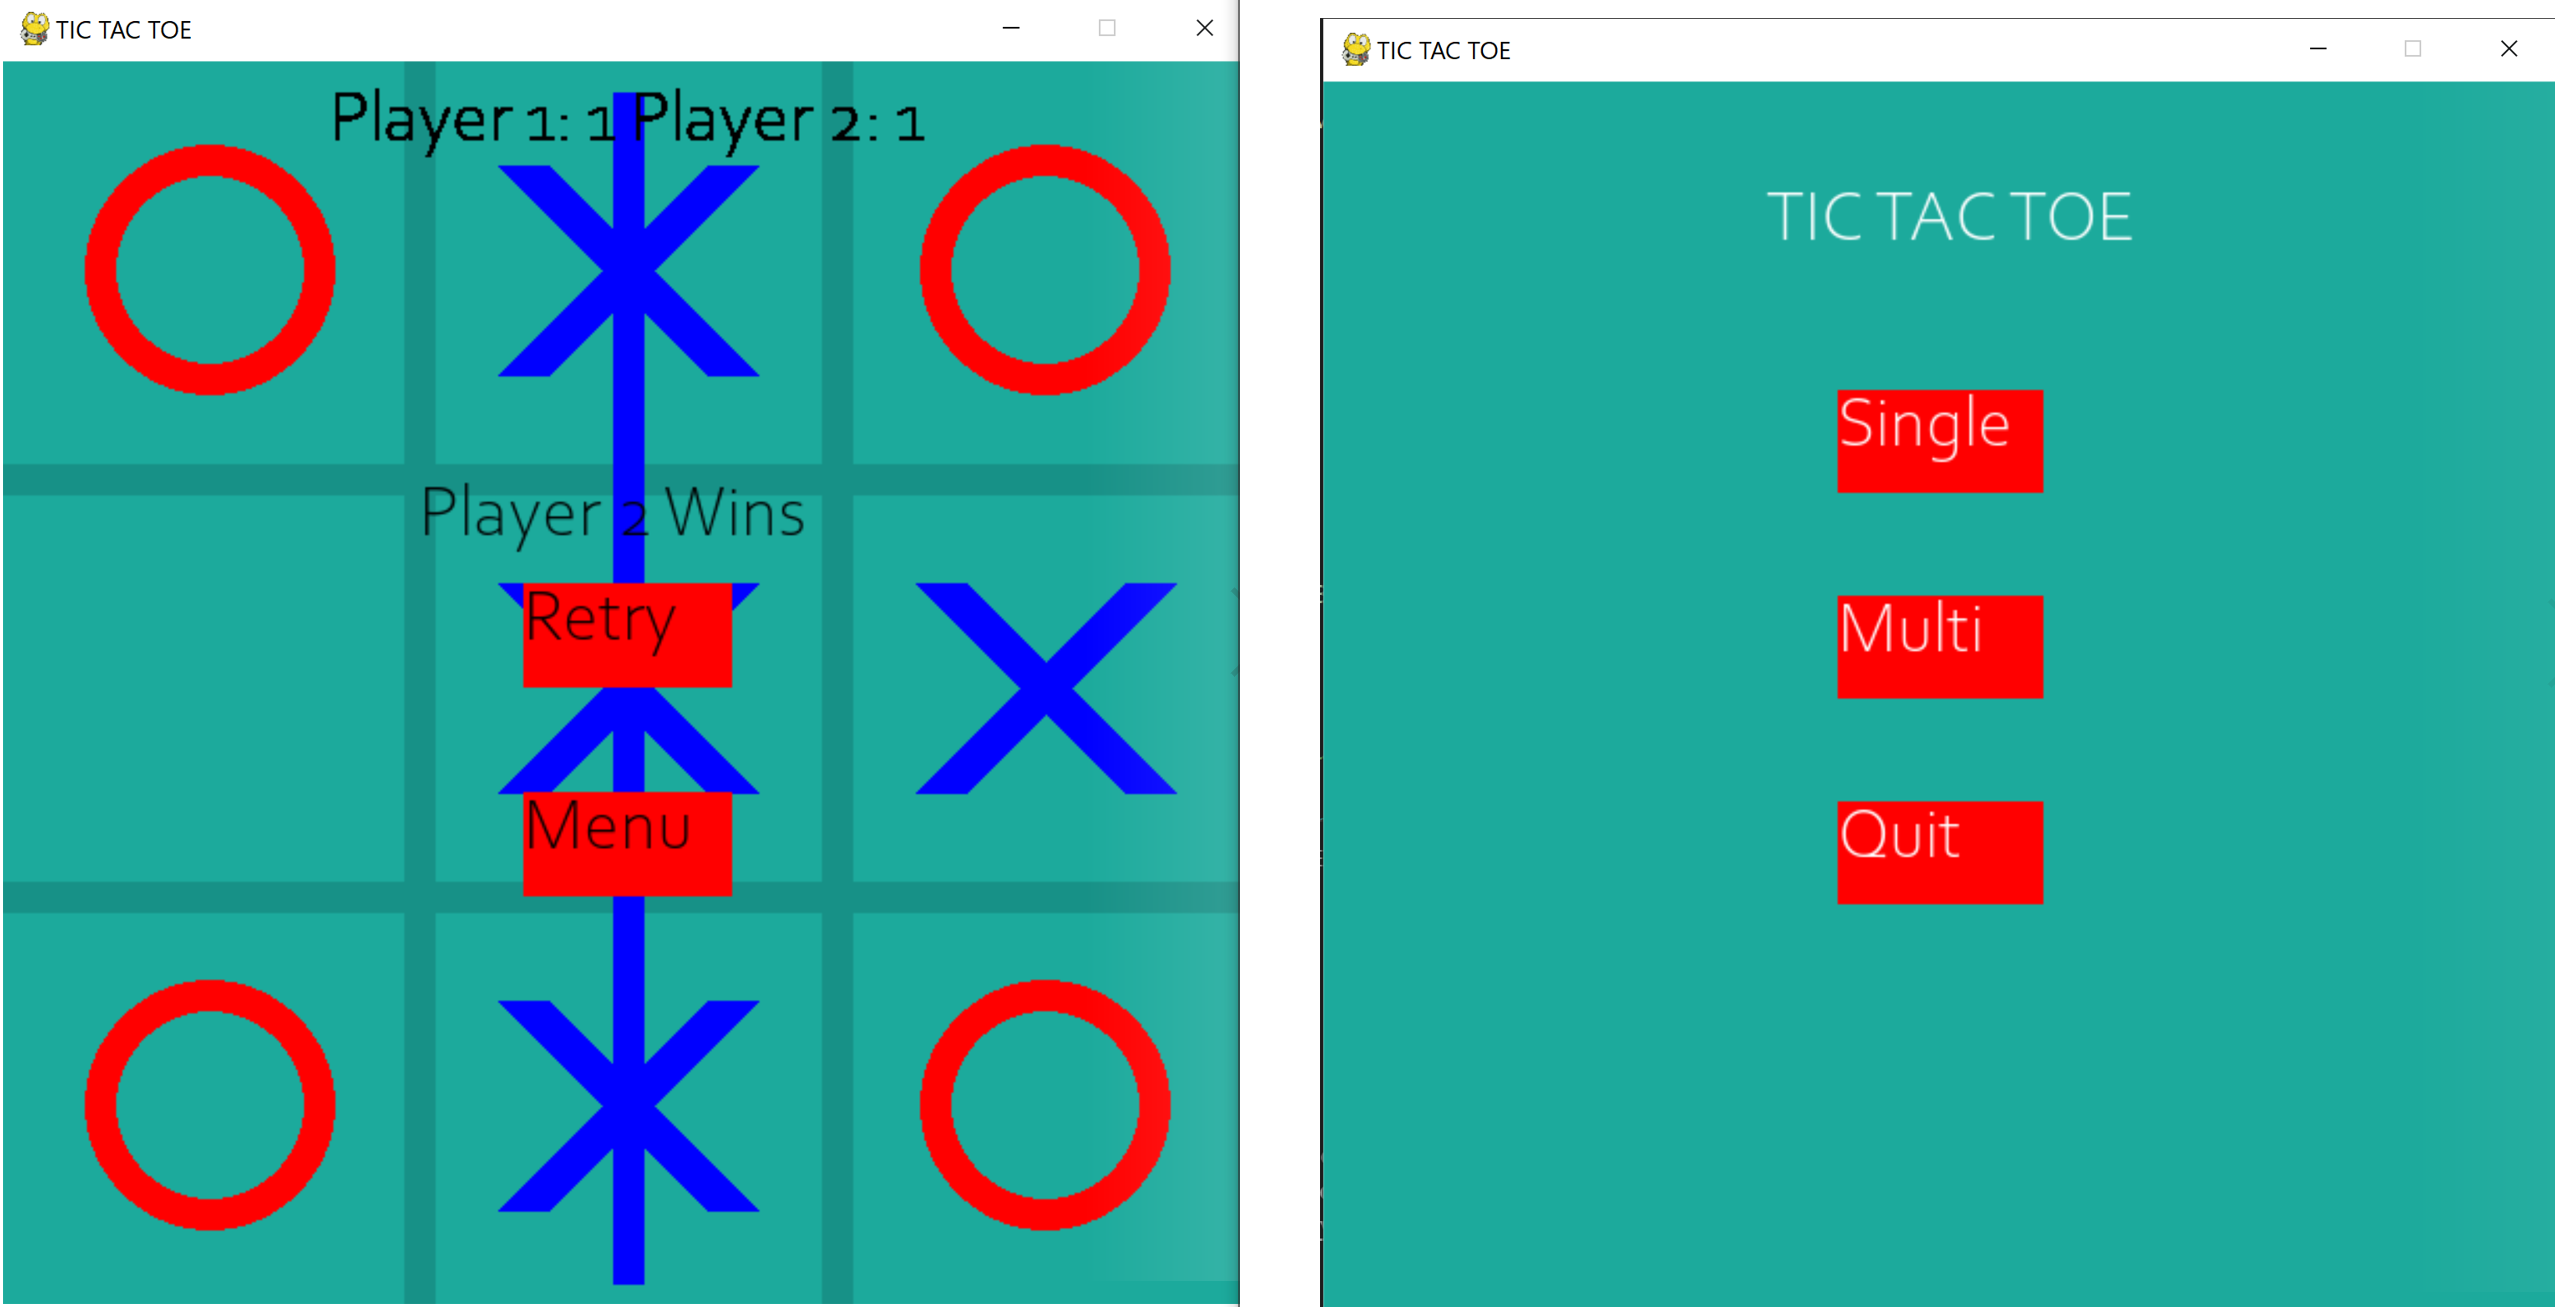 TIC TAC TOE
Player 1: 1 Player 2: 1
Player 2 Wins
Retry
Menu
TIC TAC TOE
TIC TAC TOE
Single
Multi
Quit